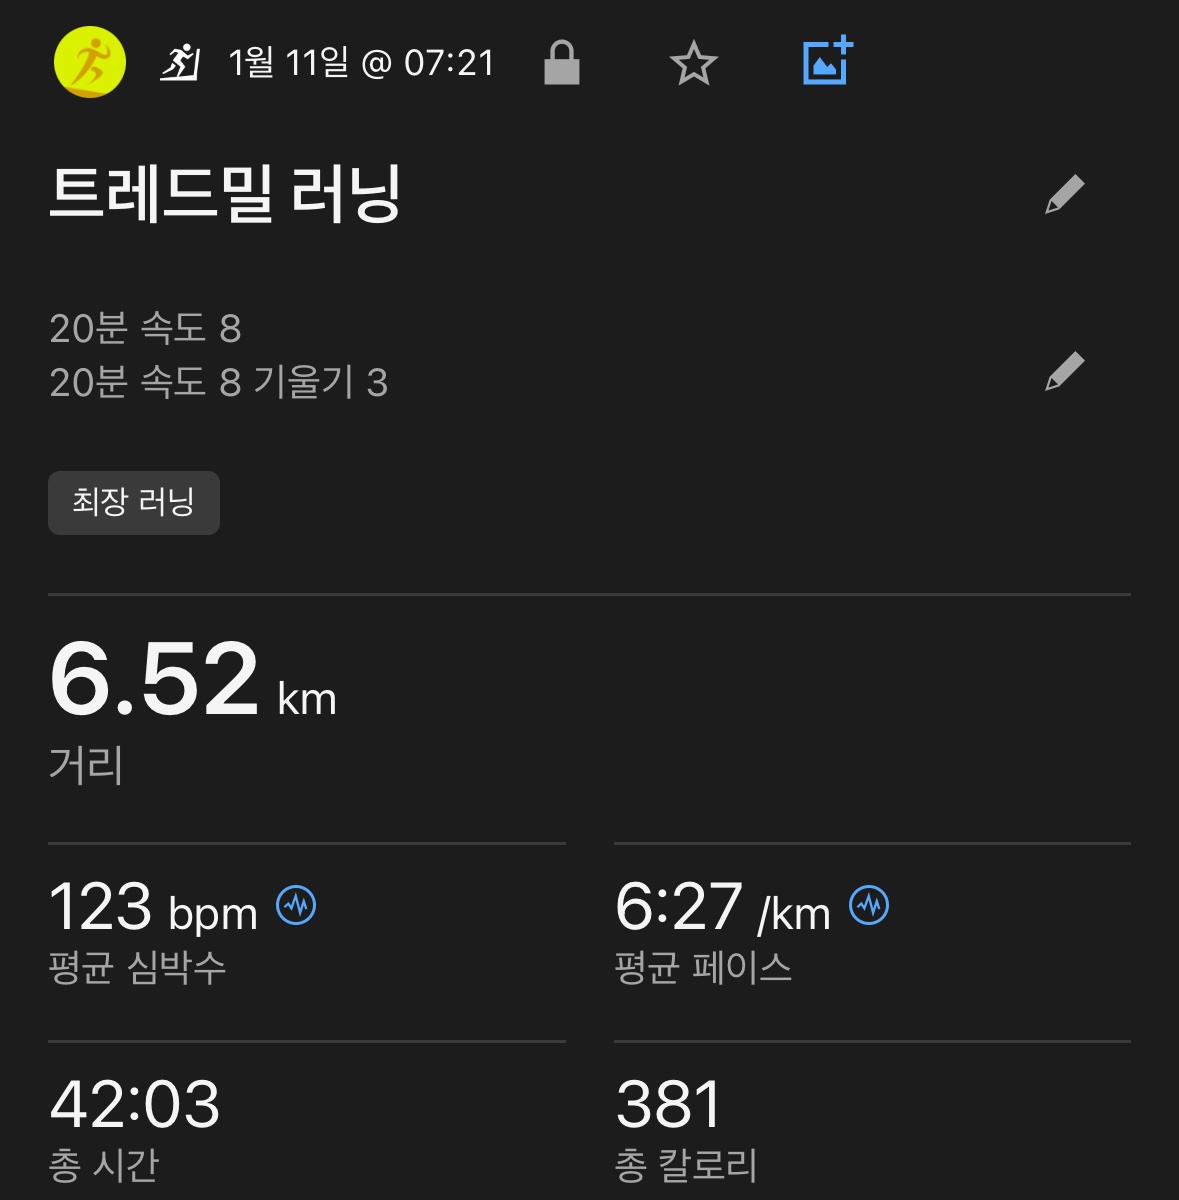 1월 11일 @ 07:21
트레드밀 러닝
20분 속도 8
20분 속도 8 기울기 3
최장 러닝
6.52 km
거리
123 bpm
평균 심박수
6:27 /km
평균 페이스
42:03
총 시간
381
총 칼로리